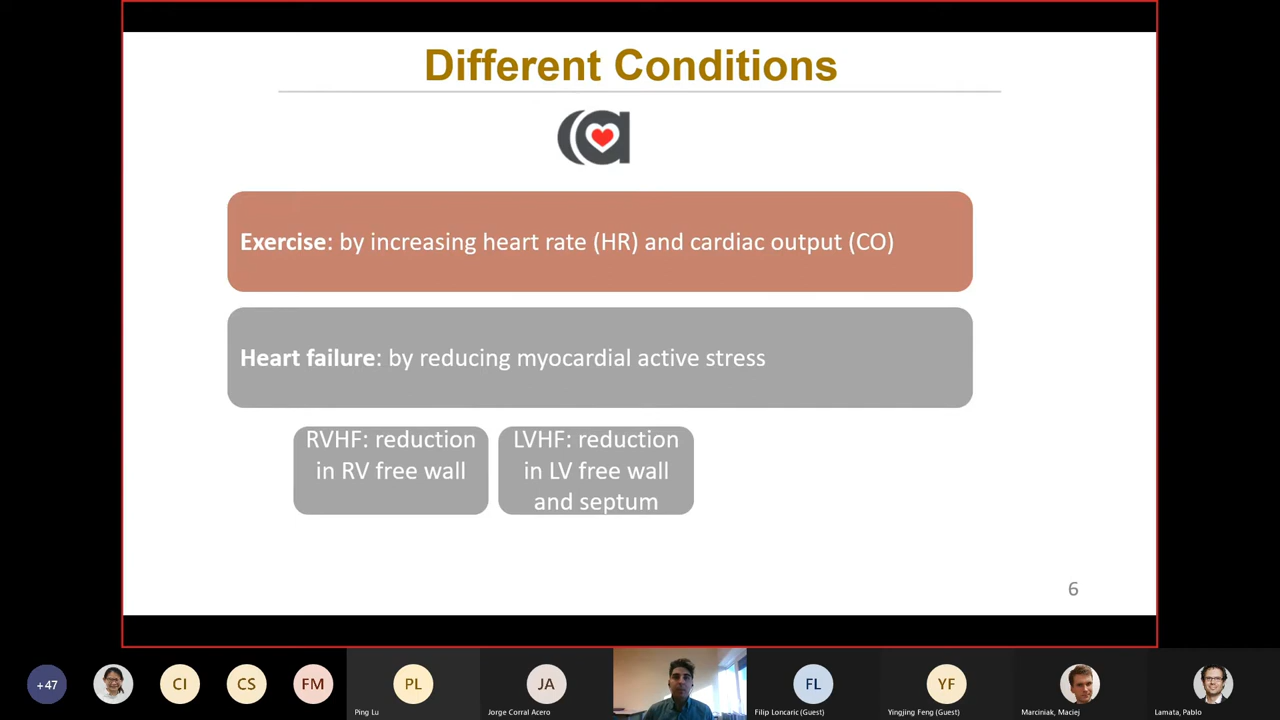 Different Conditions
Exercise: by increasing heart rate (HR) and cardiac output (CO)
Heart failure: by reducing myocardial active stress
RVHF: reduction
in RV free wall
LVHF: reduction
in LV free wall
and septum
6
+47
CI
CS
FM
PL
Ping Lu
JA
Jorge Corral Acero
FL
Filip Loncaric (Guest)
YF
Yingjing Feng (Guest)
Marciniak, Maciej
Lamata, Pablo